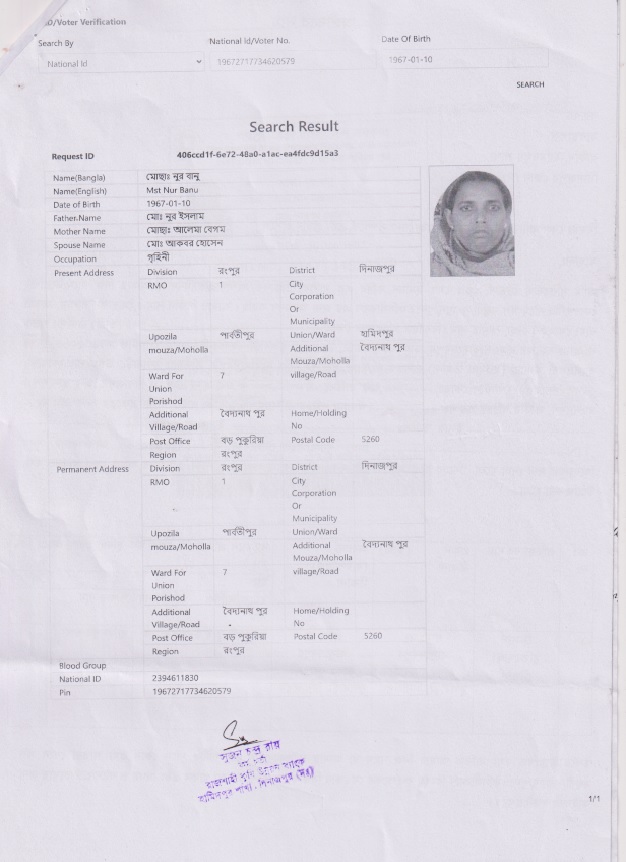 ID/Voter Verification
Search By National Id/Voter No. Date Of Birth
National Id 19672717734620579 1967-01-10
SEARCH
Search Result
Request ID 406ccd1f-6e72-48a0-a1ac-ea4fdc9d15a3
Name(Bangla) মোছাঃ নুর বানু
Name(English) Mst Nur Banu
Date of Birth 1967-01-10
Father Name মোঃ নুর ইসলাম
Mother Name মোছাঃ আলেমা বেগম
Spouse Name মোঃ আকবর হোসেন
Occupation গৃহিনী
Present Address Division রংপুর District দিনাজপুর
RMO 1 City
Corporation
Or
Municipality
Upozila পার্বতীপুর Union/Ward হামিদপুর
mouza/Moholla Additional বৈদ্যনাথ পুর
Mouza/Moholla
Ward For 7 village/Road
Union
Porishod
Additional বৈদ্যনাথ পুর Home/Holding
Village/Road No
Post Office বড় পুকুরিয়া Postal Code 5260
Region রংপুর
Permanent Address Division রংপুর District দিনাজপুর
RMO 1 City
Corporation
Or
Municipality
Upozila পার্বতীপুর Union/Ward
mouza/Moholla Additional বৈদ্যনাথ পুর
Mouza/Moholla
Ward For 7 village/Road
Union
Porishod
Additional বৈদ্যনাথ পুর Home/Holding
Village/Road No
Post Office বড় পুকুরিয়া Postal Code 5260
Region রংপুর
Blood Group
National ID 2394611830
Pin 19672717734620579
সুজন চন্দ্র রায়
রাজশাহী কৃষি উন্নয়ন ব্যাংক
হামিদপুর শাখা, দিনাজপুর (দঃ)
1/1